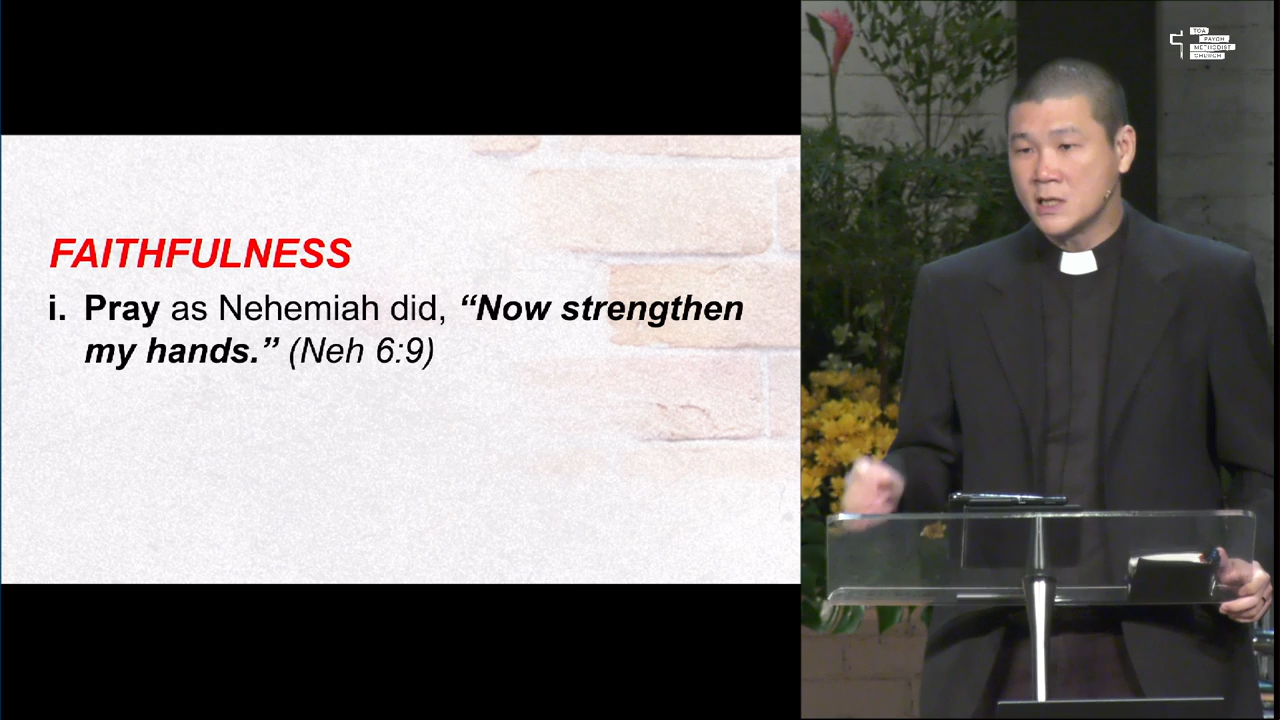 FAITHFULNESS
i. Pray as Nehemiah did, “Now strengthen
my hands.” (Neh 6:9)
TOA
PAYOH
METHODIST
CHURCH